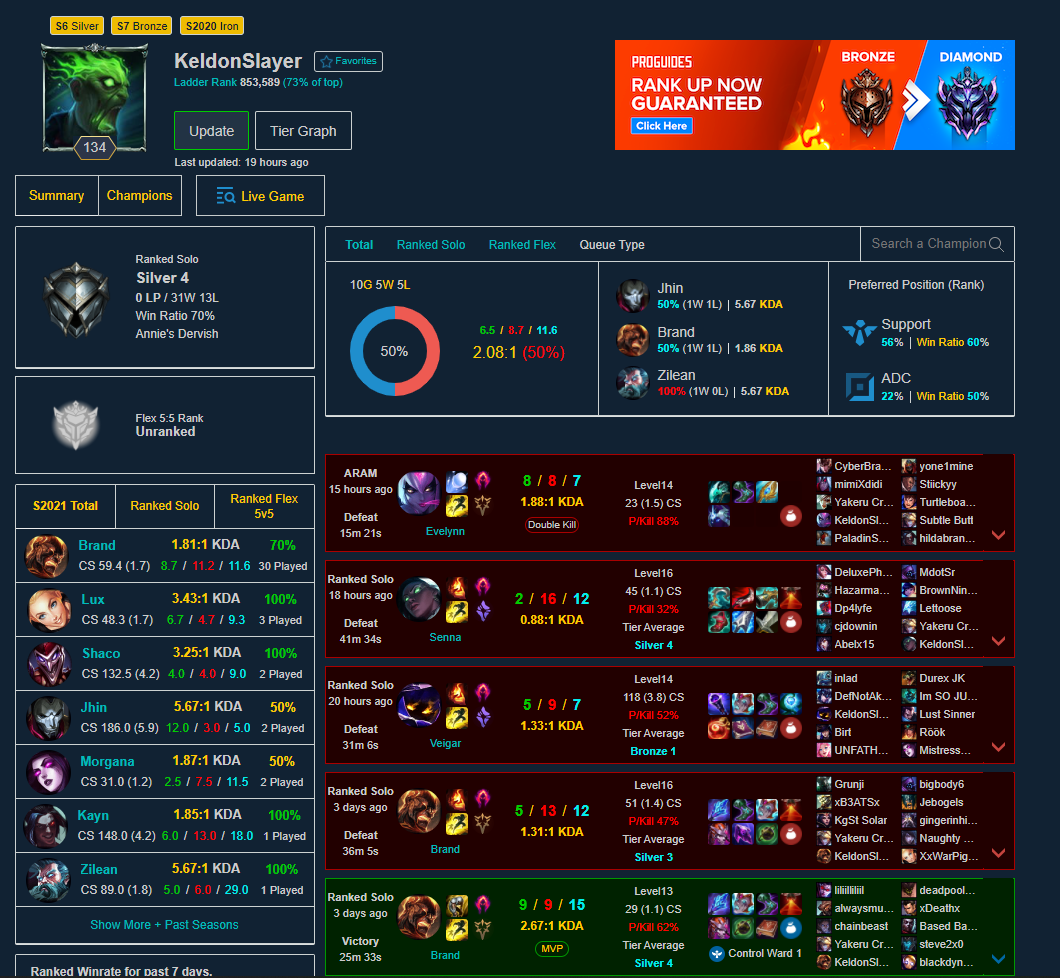 S6 Silver S7 Bronze S2020 Iron
KeldonSlayer Favorites
Ladder Rank 853,589 (73% of top)
134
Update Tier Graph
Last updated: 19 hours ago
PROGUIDES
RANK UP NOW
GUARANTEED
Click Here
BRONZE
DIAMOND
Summary Champions Live Game
Ranked Solo
Silver 4
0 LP / 31W 13L
Win Ratio 70%
Annie's Dervish
Flex 5:5 Rank
Unranked
S2021 Total Ranked Solo Ranked Flex 5v5
Brand 1.81:1 KDA 70%
CS 59.4 (1.7) 8.7 / 11.2 / 11.6 30 Played
Lux 3.43:1 KDA 100%
CS 48.3 (1.7) 6.7 / 4.7 / 9.3 3 Played
Shaco 3.25:1 KDA 100%
CS 132.5 (4.2) 4.0 / 4.0 / 9.0 2 Played
Jhin 5.67:1 KDA 50%
CS 186.0 (5.9) 12.0 / 3.0 / 5.0 2 Played
Morgana 1.87:1 KDA 50%
CS 31.0 (1.2) 2.5 / 7.5 / 11.5 2 Played
Kayn 1.85:1 KDA 100%
CS 148.0 (4.2) 6.0 / 13.0 / 18.0 1 Played
Zilean 5.67:1 KDA 100%
CS 89.0 (1.8) 5.0 / 6.0 / 29.0 1 Played
Show More + Past Seasons
Ranked Winrate for past 7 days.
Total Ranked Solo Ranked Flex Queue Type Search a Champion
10G 5W 5L
50%
6.5 / 8.7 / 11.6
2.08:1 (50%)
Jhin
50% (1W 1L) | 5.67 KDA
Brand
50% (1W 1L) | 1.86 KDA
Zilean
100% (1W 0L) | 5.67 KDA
Preferred Position (Rank)
Support
56% | Win Ratio 60%
ADC
22% | Win Ratio 50%
ARAM
15 hours ago
Defeat
15m 21s
Evelynn
8 / 8 / 7
1.88:1 KDA
Double Kill
Level14
23 (1.5) CS
P/Kill 88%
CyberBra... yone1mine
mimiXdidi Stiickyy
Yakeru Cr... Turtleboa...
KeldonSl... Subtle Butt
PaladinS... hildabran...
Ranked Solo
18 hours ago
Defeat
41m 34s
Senna
2 / 16 / 12
0.88:1 KDA
Level16
45 (1.1) CS
P/Kill 32%
Tier Average
Silver 4
DeluxePh... MdotSr
Hazarma... BrownNin...
Dp4lyfe Lettoose
cjdownin Yakeru Cr...
Abelx15 KeldonSl...
Ranked Solo
20 hours ago
Defeat
31m 6s
Veigar
5 / 9 / 7
1.33:1 KDA
Level14
118 (3.8) CS
P/Kill 52%
Tier Average
Bronze 1
inlad Durex JK
DefNotAk... Im SO JU...
KeldonSl... Lust Sinner
Birt Röök
UNFATH... Mistress...
Ranked Solo
3 days ago
Defeat
36m 5s
Brand
5 / 13 / 12
1.31:1 KDA
Level16
51 (1.4) CS
P/Kill 47%
Tier Average
Silver 3
Grunji bigbody6
xB3ATSx Jebogels
KgSt Solar gingerinhi...
Yakeru Cr... Naughty ...
KeldonSl... XxWarPig...
Ranked Solo
3 days ago
Victory
25m 33s
Brand
9 / 9 / 15
2.67:1 KDA
MVP
Level13
29 (1.1) CS
P/Kill 62%
Tier Average
Silver 4
Control Ward 1
deadpool...
alwaysmu... xDeathx
chainbeast Based Ba...
Yakeru Cr... steve2x0
KeldonSl... blackdyn...